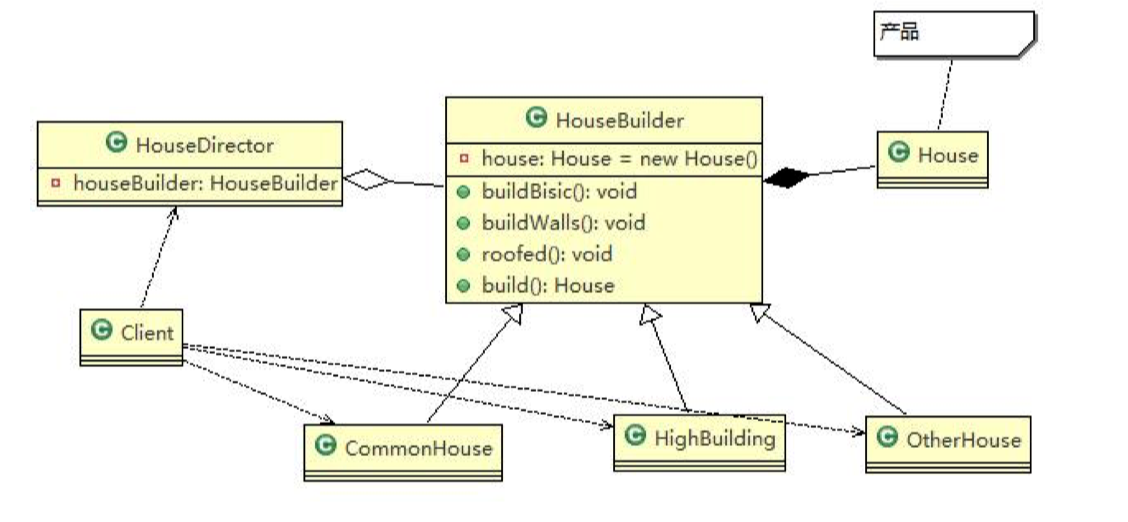 产品
HouseBuilder
house: House = new House()
buildBisic(): void
buildWalls(): void
roofed(): void
build(): House
HouseDirector
houseBuilder: HouseBuilder
House
Client
CommonHouse
HighBuilding
OtherHouse